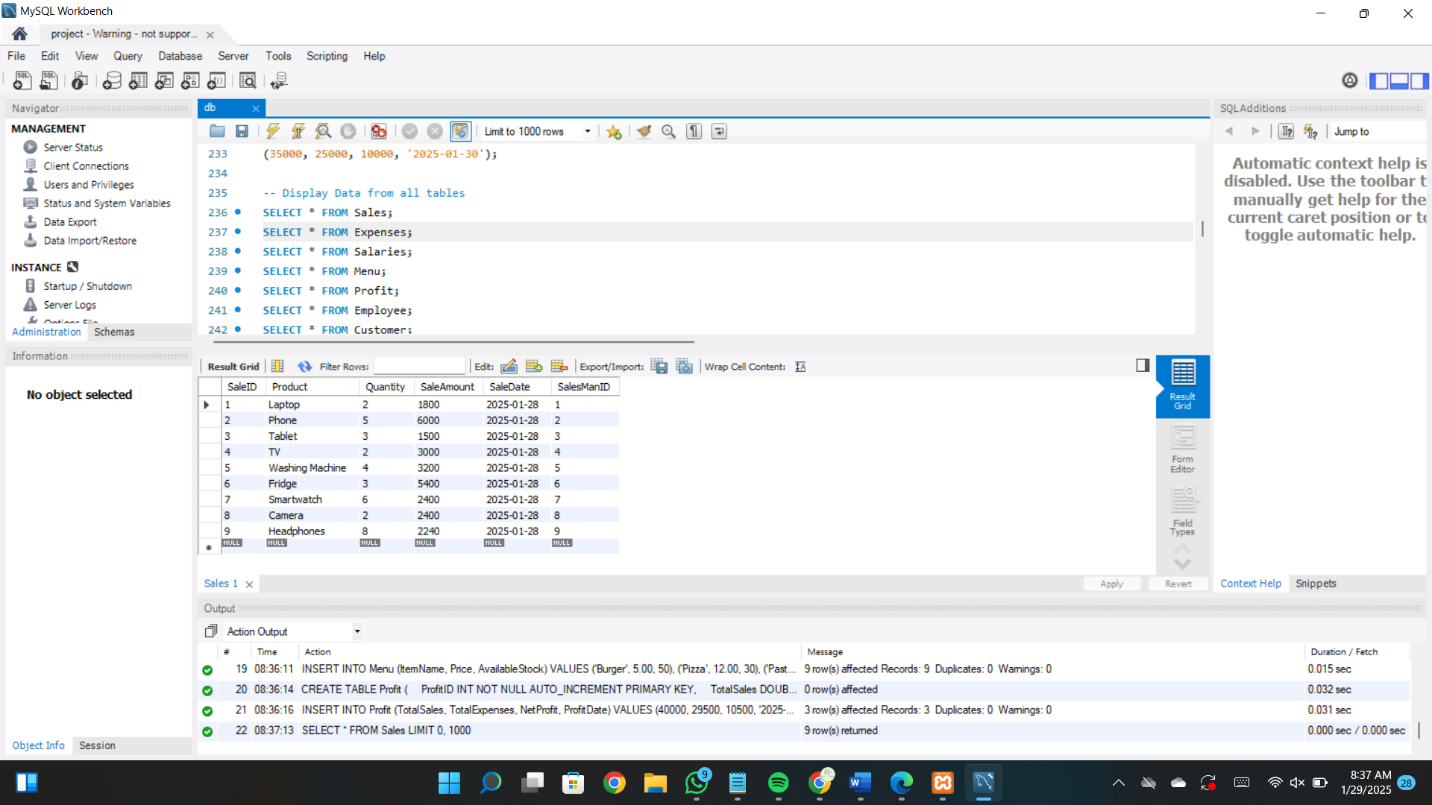 MySQL Workbench
project - Warning - not suppor...
File Edit View Query Database Server Tools Scripting Help
Navigator
MANAGEMENT
Server Status
Client Connections
Users and Privileges
Status and System Variables
Data Export
Data Import/Restore
INSTANCE
Startup / Shutdown
Server Logs
Options File
Administration Schemas
Information
No object selected
Object Info Session
db
Limit to 1000 rows
233 (35000, 25000, 10000, '2025-01-30');
234
235 -- Display Data from all tables
236 SELECT * FROM Sales;
237 SELECT * FROM Expenses;
238 SELECT * FROM Salaries;
239 SELECT * FROM Menu;
240 SELECT * FROM Profit;
241 SELECT * FROM Employee;
242 SELECT * FROM Customer;
Result Grid Filter Rows: Edit: Export/Import: Wrap Cell Content:
SaleID Product Quantity SaleAmount SaleDate SalesManID
1 Laptop 2 1800 2025-01-28 1
2 Phone 5 6000 2025-01-28 2
3 Tablet 3 1500 2025-01-28 3
4 TV 2 3000 2025-01-28 4
5 Washing Machine 4 3200 2025-01-28 5
6 Fridge 3 5400 2025-01-28 6
7 Smartwatch 6 2400 2025-01-28 7
8 Camera 2 2400 2025-01-28 8
9 Headphones 8 2240 2025-01-28 9
NULL NULL NULL NULL NULL NULL
Result
Grid
Form
Editor
Field
Types
Sales 1 Apply Revert
SQLAdditions
Jump to
Automatic context help is
disabled. Use the toolbar t
manually get help for the
current caret position or to
toggle automatic help.
Context Help Snippets
Output
Action Output
# Time Action Message Duration / Fetch
19 08:36:11 INSERT INTO Menu (ItemName, Price, AvailableStock) VALUES ('Burger', 5.00, 50), ('Pizza', 12.00, 30), ('Past... 9 row(s) affected Records: 9 Duplicates: 0 Warnings: 0 0.015 sec
20 08:36:14 CREATE TABLE Profit ( ProfitID INT NOT NULL AUTO_INCREMENT PRIMARY KEY, TotalSales DOUB... 0 row(s) affected 0.032 sec
21 08:36:16 INSERT INTO Profit (TotalSales, TotalExpenses, NetProfit, ProfitDate) VALUES (40000, 29500, 10500, '2025-... 3 row(s) affected Records: 3 Duplicates: 0 Warnings: 0 0.031 sec
22 08:37:13 SELECT * FROM Sales LIMIT 0, 1000 9 row(s) returned 0.000 sec / 0.000 sec
9
8:37 AM
1/29/2025
28